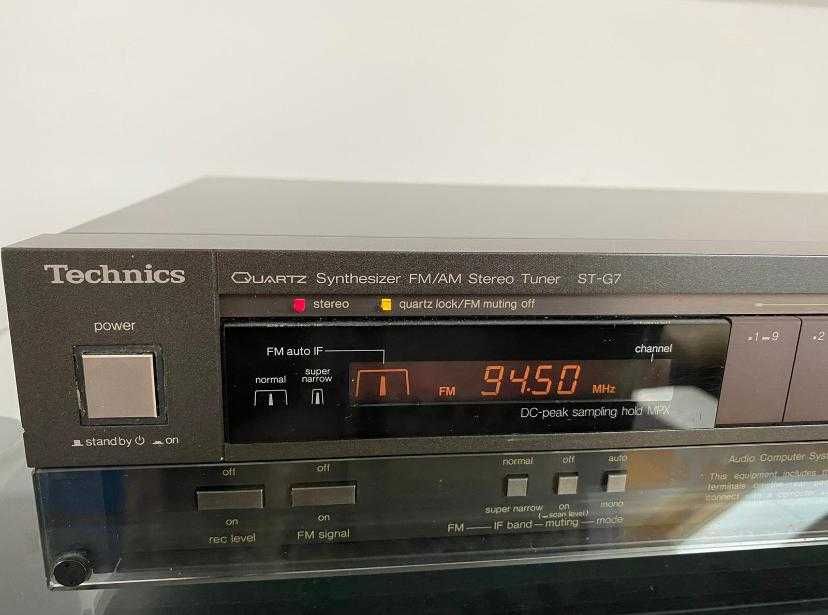 Technics
QUARTZ Synthesizer FM/AM Stereo Tuner ST-G7
stereo
quartz lock/FM muting off
power
standby
on
FM auto IF
normal
super
narrow
FM 94.50 MHz
channel
DC-peak sampling hold MPX
1-9
2
off
on
rec level
off
on
FM signal
normal
off
auto
super narrow
on
(scan level)
mono
FM IF band muting mode
Audio Computer Sys
This equipment includes
terminals